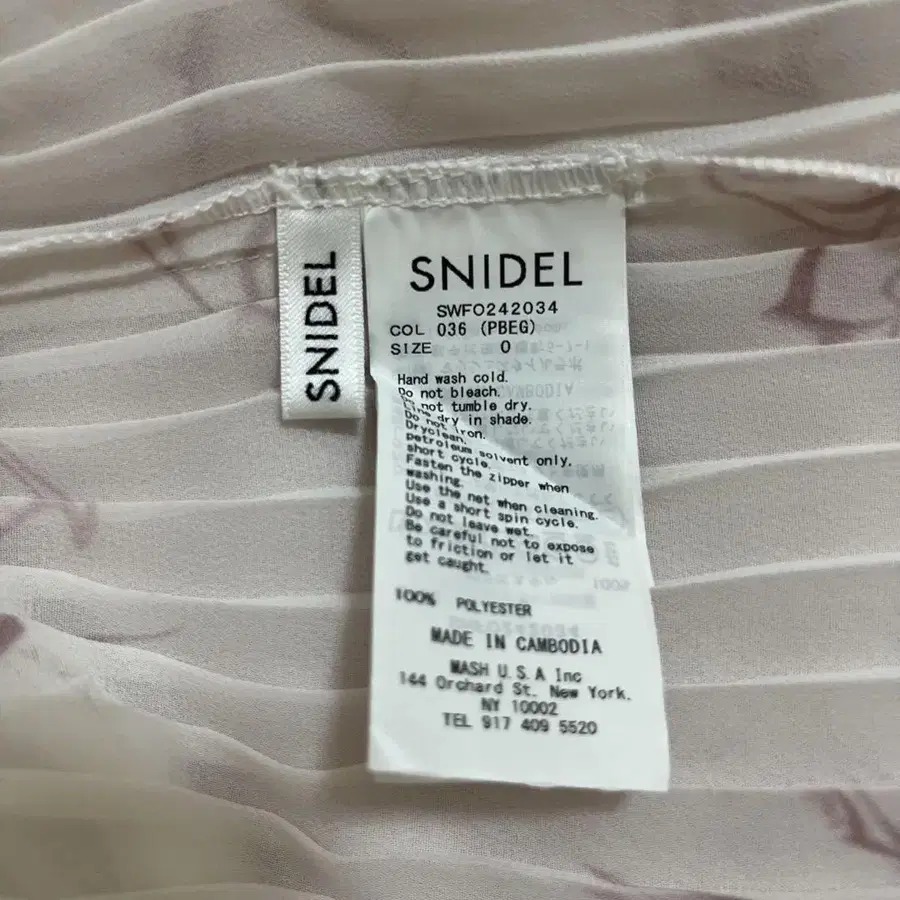 SNIDEL
SNIDEL
SWFO242034
COL 036 (PBEG)
SIZE 0
Hand wash cold.
Do not bleach.
not tumble dry.
Line dry in shade.
Do not iron.
Dryclean.
petroleum solvent only.
short cycle.
Fasten the zipper when
washing.
Use the net when cleaning.
Use a short spin cycle.
Do not leave wet.
Be careful not to expose
to friction or let it
get caught.
100% POLYESTER
MADE IN CAMBODIA
MASH U.S.A Inc
144 Orchard St. New York.
NY 10002
TEL 917 409 5520